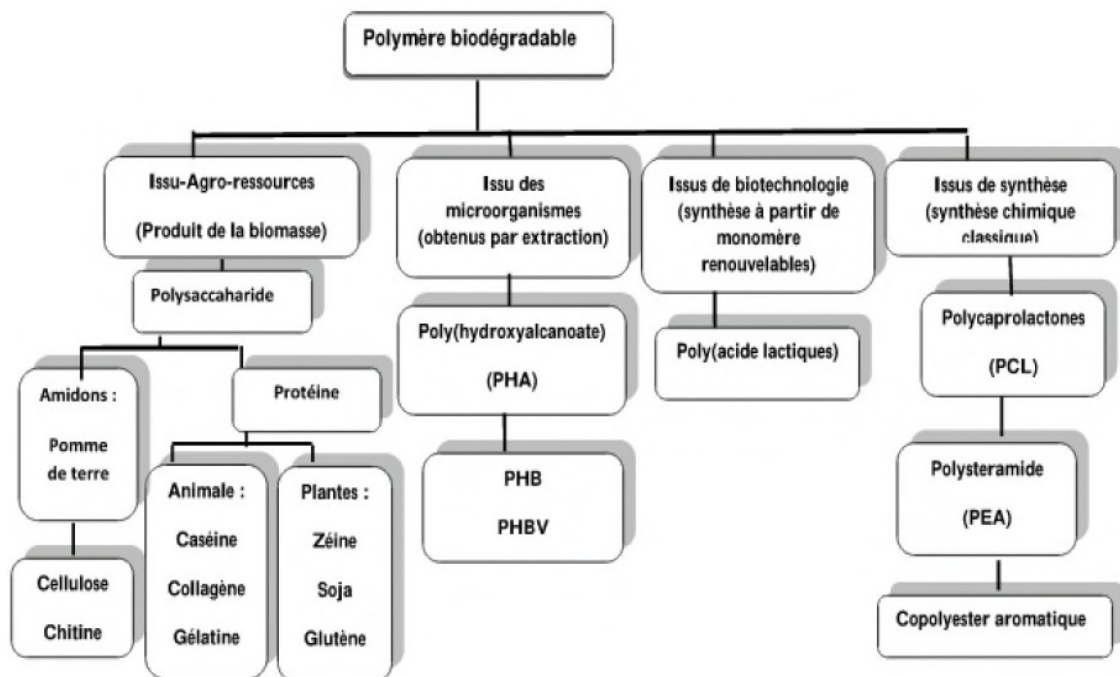 Polymère biodégradable
Issu-Agro-ressources
(Produit de la biomasse)
Issu des
microorganismes
(obtenus par extraction)
Issus de biotechnologie
(synthèse à partir de
monomère
renouvelables)
Issus de synthèse
(synthèse chimique
classique)
Polysaccaharide
Poly(hydroxyalcanoate)
(PHA)
Poly(acide lactiques)
Polycaprolactones
(PCL)
Amidons :
Pomme
de terre
Protéine
Animale :
Caséine
Collagène
Gélatine
Plantes :
Zéine
Soja
Glutène
PHB
PHBV
Polysteramide
(PEA)
Cellulose
Chitine
Copolyester aromatique